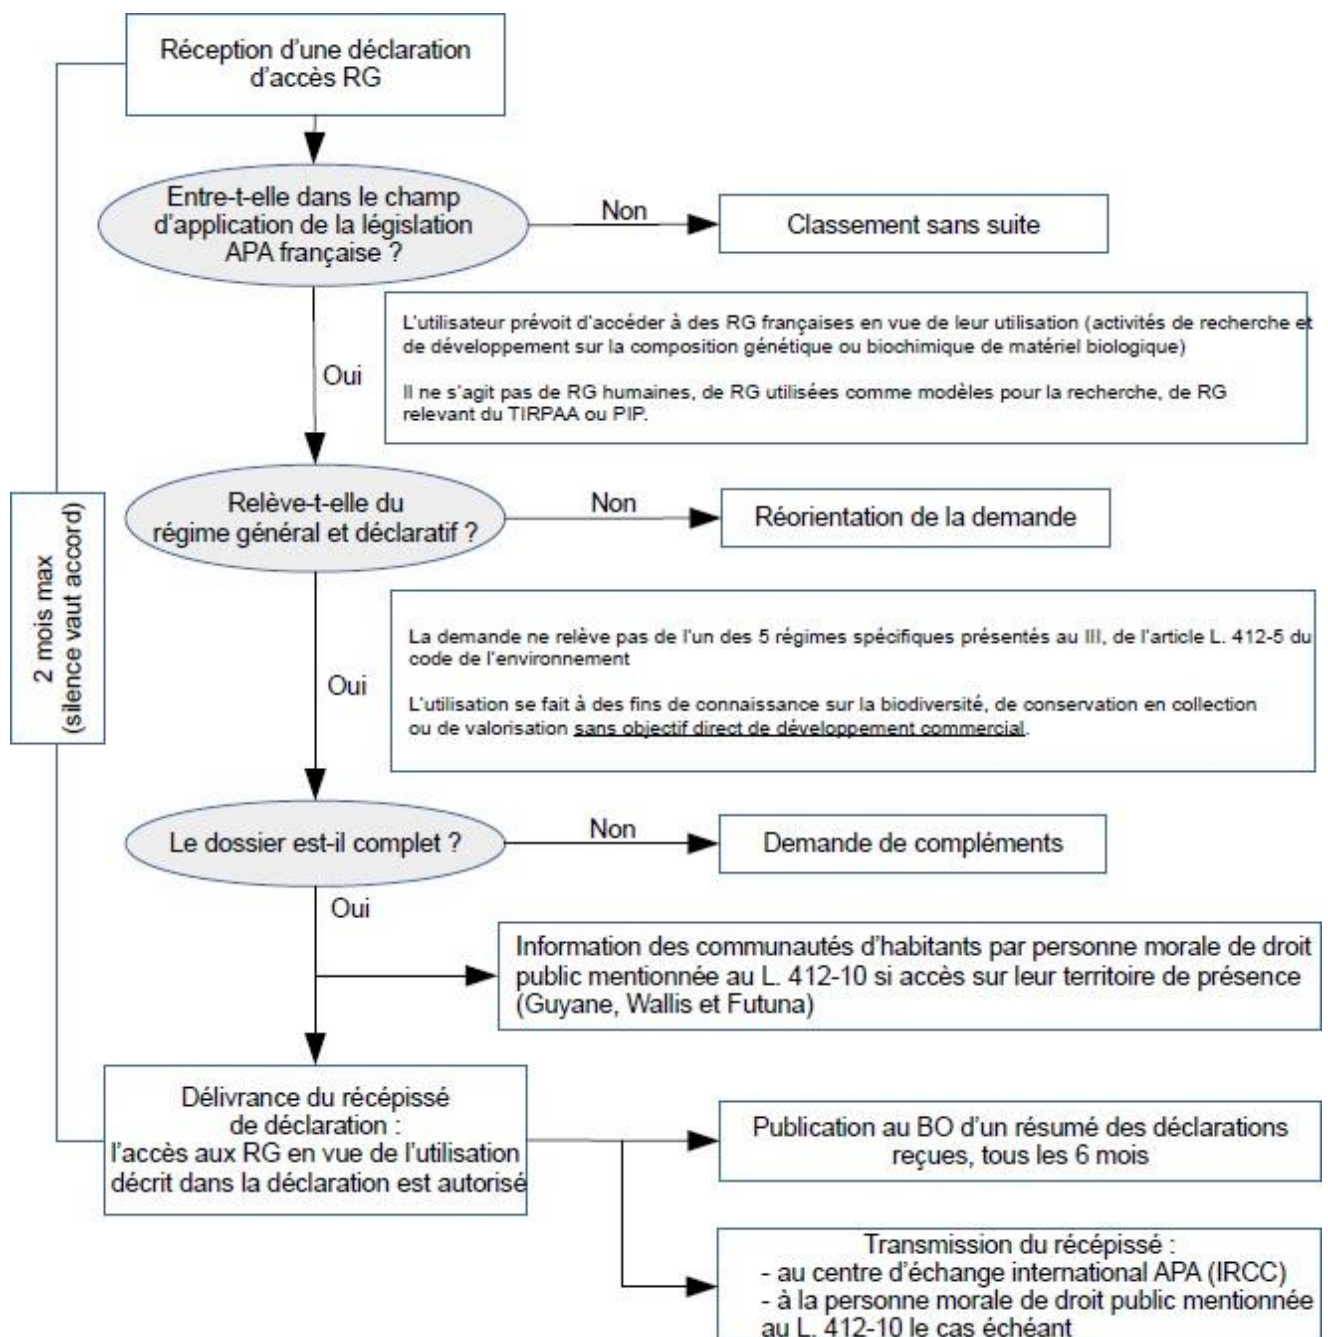 Réception d'une déclaration
d'accès RG
Entre-t-elle dans le champ
d'application de la législation
APA française ?
Non
Classement sans suite
L'utilisateur prévoit d'accéder à des RG françaises en vue de leur utilisation (activités de recherche et
de développement sur la composition génétique ou biochimique de matériel biologique)
Il ne s'agit pas de RG humaines, de RG utilisées comme modèles pour la recherche, de RG
relevant du TIRPAA ou PIP.
Oui
Relève-t-elle du
régime général et déclaratif ?
Non
Réorientation de la demande
2 mois max
(silence vaut accord)
La demande ne relève pas de l'un des 5 régimes spécifiques présentés au III, de l'article L. 412-5 du
code de l'environnement
L'utilisation se fait à des fins de connaissance sur la biodiversité, de conservation en collection
ou de valorisation sans objectif direct de développement commercial.
Oui
Le dossier est-il complet ?
Non
Demande de compléments
Oui
Information des communautés d'habitants par personne morale de droit
public mentionnée au L. 412-10 si accès sur leur territoire de présence
(Guyane, Wallis et Futuna)
Délivrance du récépissé
de déclaration :
l'accès aux RG en vue de l'utilisation
décrit dans la déclaration est autorisé
Publication au BO d'un résumé des déclarations
reçues, tous les 6 mois
Transmission du récépissé :
- au centre d'échange international APA (IRCC)
- à la personne morale de droit public mentionnée
au L. 412-10 le cas échéant